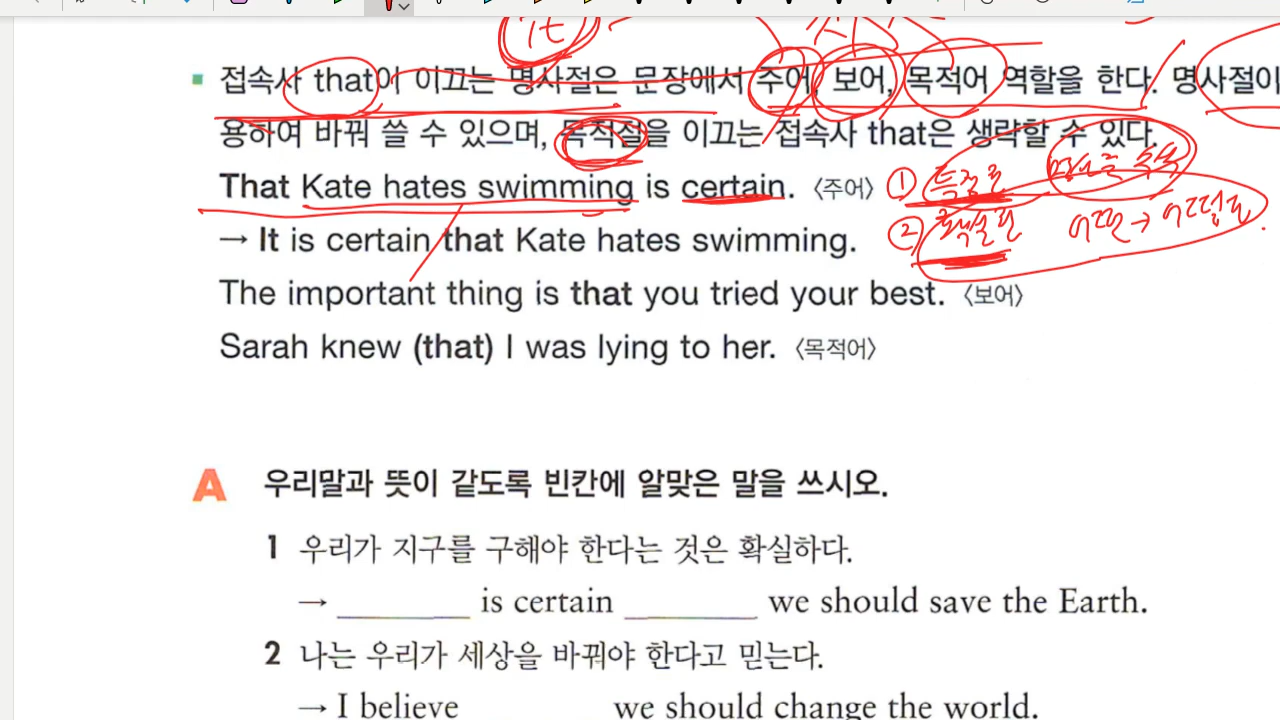 It
접속사 that이 이끄는 명사절은 문장에서 주어, 보어, 목적어 역할을 한다. 명사절이
용하여 바꿔 쓸 수 있으며, 목적절을 이끄는 접속사 that은 생략할 수 있다.
That Kate hates swimming is certain. 〈주어〉 ①
→ It is certain that Kate hates swimming. ②
The important thing is that you tried your best. 〈보어〉
Sarah knew (that) I was lying to her. 〈목적어〉
A 우리말과 뜻이 같도록 빈칸에 알맞은 말을 쓰시오.
1 우리가 지구를 구해야 한다는 것은 확실하다.
→ ________ is certain ________ we should save the Earth.
2 나는 우리가 세상을 바꿔야 한다고 믿는다.
→ I believe ________ we should change the world.